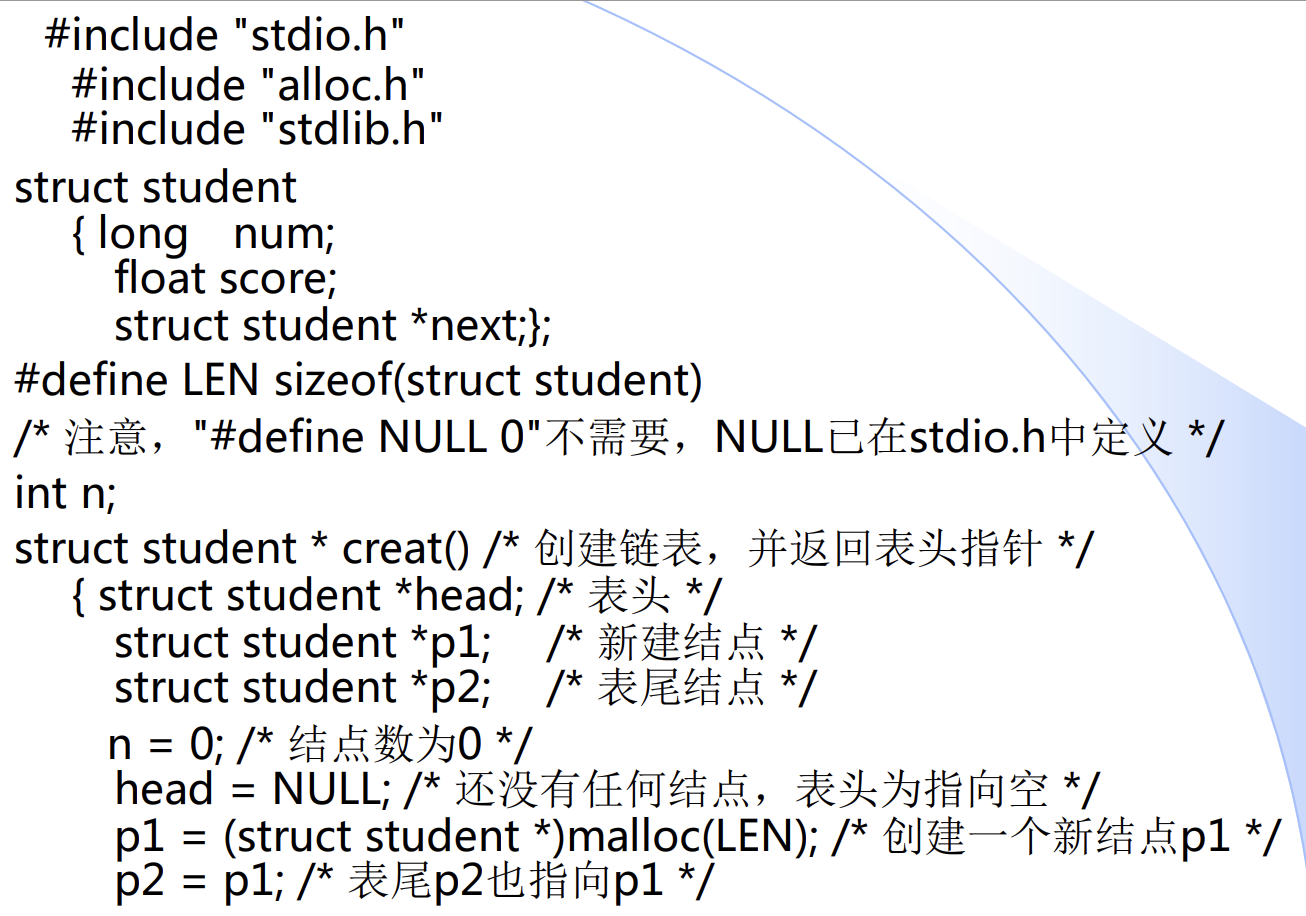 #include "stdio.h"
#include "alloc.h"
#include "stdlib.h"
struct student
{ long num;
float score;
struct student *next;};
#define LEN sizeof(struct student)
/* 注意，"#define NULL 0"不需要，NULL已在stdio.h中定义 */
int n;
struct student * creat() /* 创建链表，并返回表头指针 */
{ struct student *head; /* 表头 */
struct student *p1; /* 新建结点 */
struct student *p2; /* 表尾结点 */
n = 0; /* 结点数为0 */
head = NULL; /* 还没有任何结点，表头为指向空 */
p1 = (struct student *)malloc(LEN); /* 创建一个新结点p1 */
p2 = p1; /* 表尾p2也指向p1 */